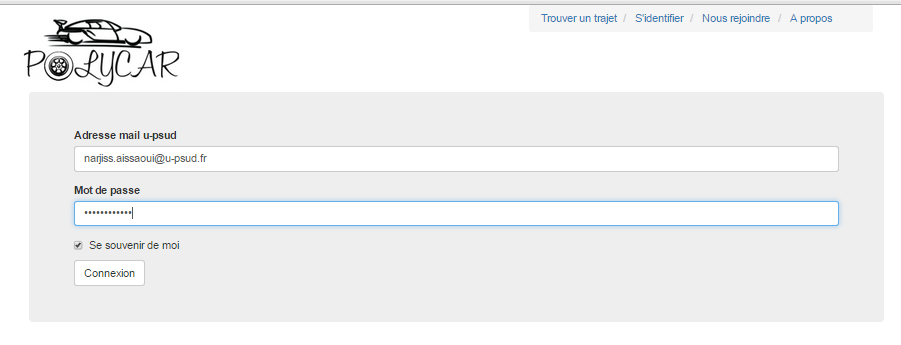 Trouver un trajet / S'identifier / Nous rejoindre / A propos
POLYCAR
Adresse mail u-psud
narjiss.aissaoui@u-psud.fr
Mot de passe
••••••••••••
Se souvenir de moi
Connexion